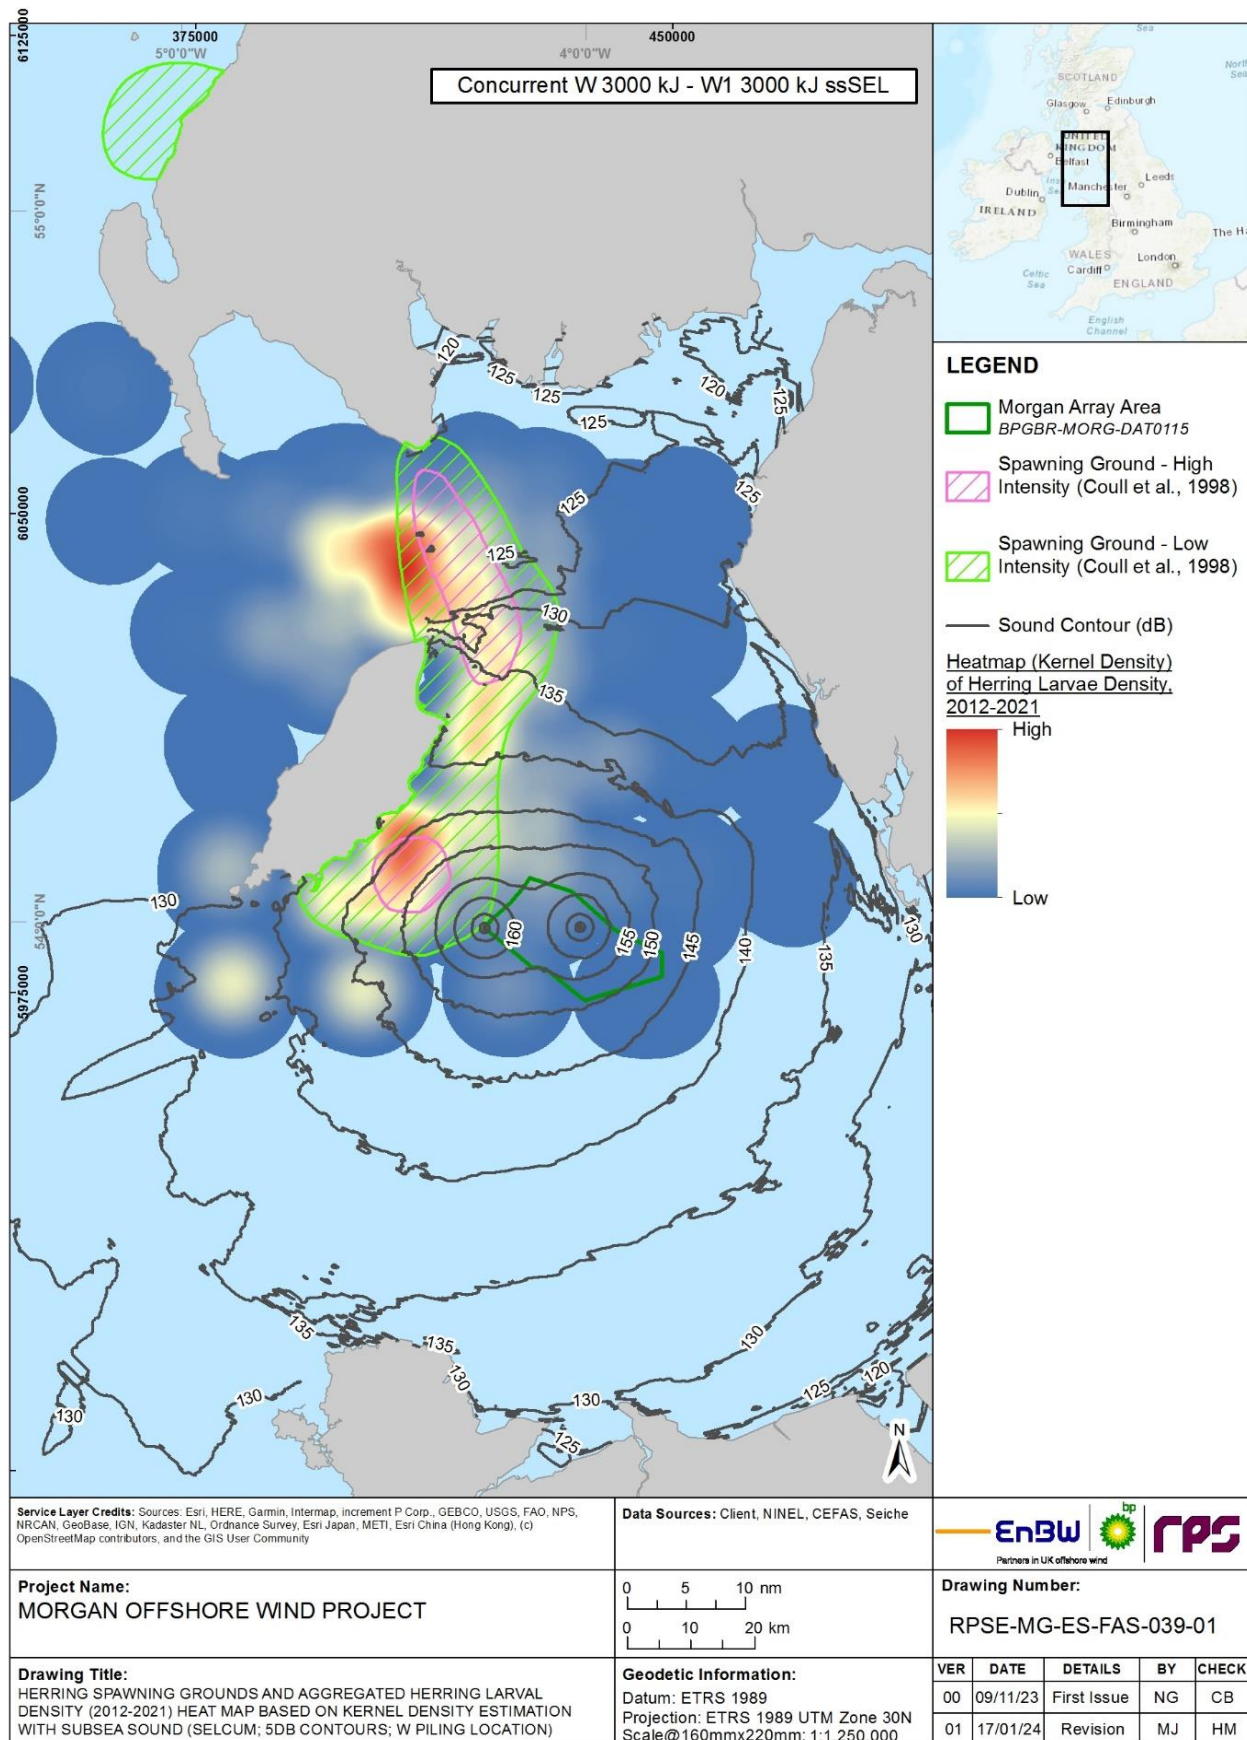 375000
450000
5°0'0"W
4°0'0"W
6125000
Concurrent W 3000 kJ - W1 3000 kJ ssSEL
55°0'0"N
6050000
54°0'0"N
5975000
120
125
125
125
120
125
125
125
125
130
135
130
160
155
150
145
140
135
130
135
135
130
130
130
130
130
125
120
125
Sea
North
Sea
SCOTLAND
Glasgow
Edinburgh
UNITED
KINGDOM
Belfast
Irish
Sea
Leeds
Manchester
Dublin
IRELAND
Birmingham
The Ha
WALES
London
Cardiff
Celtic
Sea
ENGLAND
English
Channel
LEGEND
Morgan Array Area
BPGBR-MORG-DAT0115
Spawning Ground - High
Intensity (Coull et al., 1998)
Spawning Ground - Low
Intensity (Coull et al., 1998)
Sound Contour (dB)
Heatmap (Kernel Density)
of Herring Larvae Density,
2012-2021
High
Low
N
Service Layer Credits: Sources: Esri, HERE, Garmin, Intermap, increment P Corp., GEBCO, USGS, FAO, NPS,
NRCAN, GeoBase, IGN, Kadaster NL, Ordnance Survey, Esri Japan, METI, Esri China (Hong Kong), (c)
OpenStreetMap contributors, and the GIS User Community
Data Sources: Client, NINEL, CEFAS, Seiche
EnBW
bp
rps
Partners in UK offshore wind
Project Name:
MORGAN OFFSHORE WIND PROJECT
0 5 10 nm
0 10 20 km
Drawing Number:
RPSE-MG-ES-FAS-039-01
Drawing Title:
HERRING SPAWNING GROUNDS AND AGGREGATED HERRING LARVAL
DENSITY (2012-2021) HEAT MAP BASED ON KERNEL DENSITY ESTIMATION
WITH SUBSEA SOUND (SELCUM; 5DB CONTOURS; W PILING LOCATION)
Geodetic Information:
Datum: ETRS 1989
Projection: ETRS 1989 UTM Zone 30N
Scale@160mmx220mm: 1:1,250,000
VER DATE DETAILS BY CHECK
00 09/11/23 First Issue NG CB
01 17/01/24 Revision MJ HM